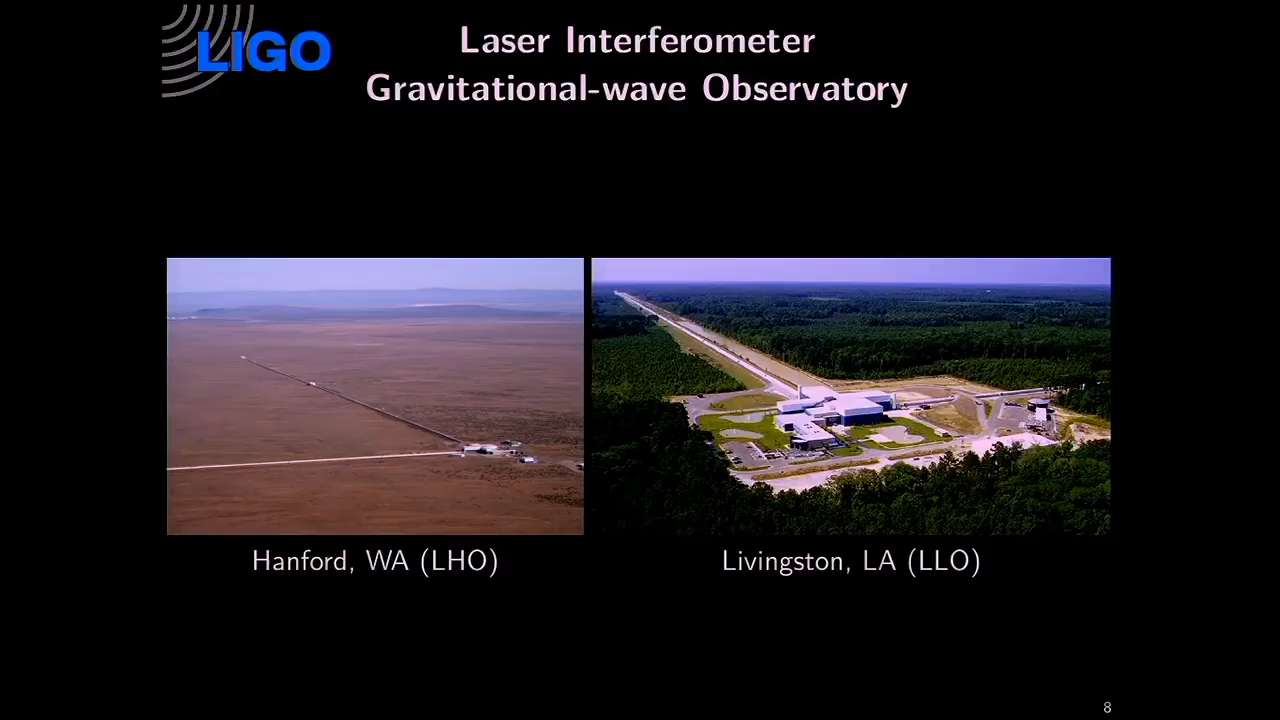 LIGO
Laser Interferometer
Gravitational-wave Observatory
Hanford, WA (LHO)
Livingston, LA (LLO)
8